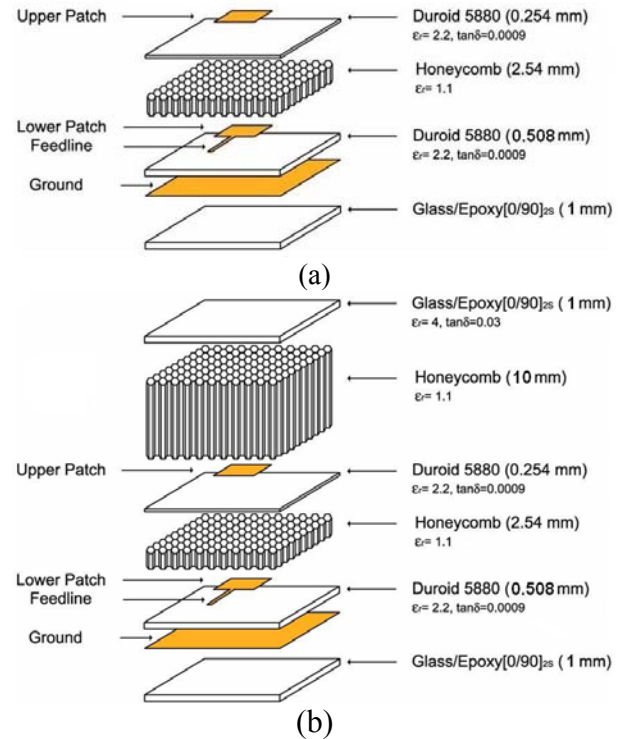 Upper Patch
Duroid 5880 (0.254 mm)
εr= 2.2, tanδ=0.0009
Honeycomb (2.54 mm)
εr= 1.1
Lower Patch
Feedline
Duroid 5880 (0.508 mm)
εr= 2.2, tanδ=0.0009
Ground
Glass/Epoxy[0/90]2S ( 1 mm)
(a)
Glass/Epoxy[0/90]2S ( 1 mm)
εr= 4, tanδ=0.03
Honeycomb (10 mm)
εr= 1.1
Upper Patch
Duroid 5880 (0.254 mm)
εr= 2.2, tanδ=0.0009
Honeycomb (2.54 mm)
εr= 1.1
Lower Patch
Feedline
Duroid 5880 (0.508 mm)
εr= 2.2, tanδ=0.0009
Ground
Glass/Epoxy[0/90]2S ( 1 mm)
(b)